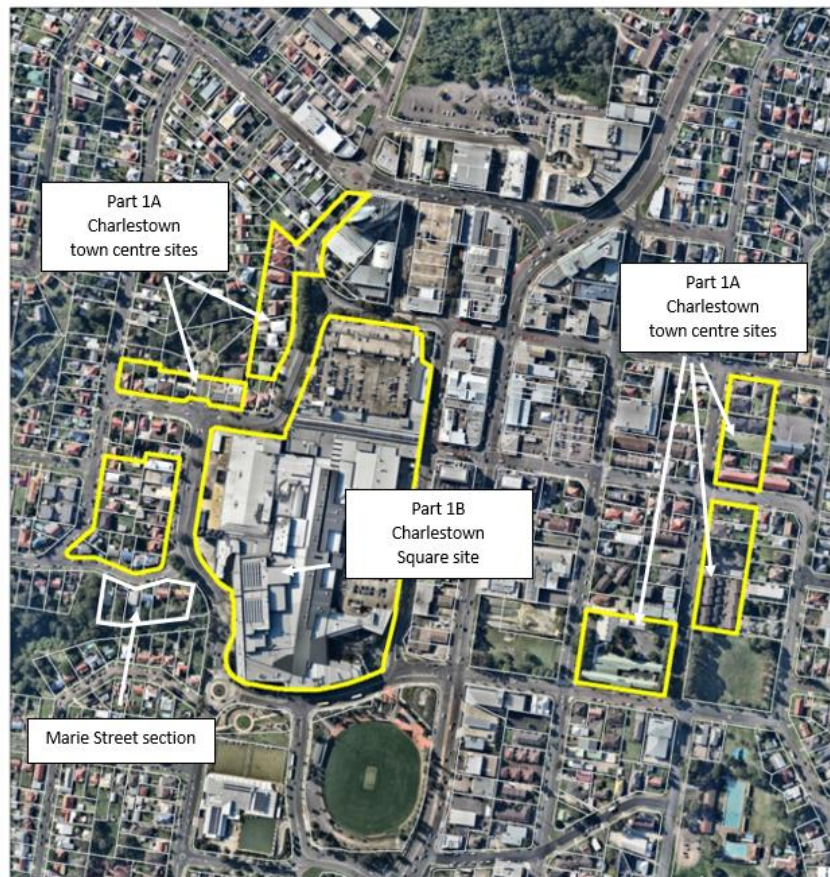 Part 1A
Charlestown
town centre sites
Part 1A
Charlestown
town centre sites
Part 1B
Charlestown
Square site
Marie Street section